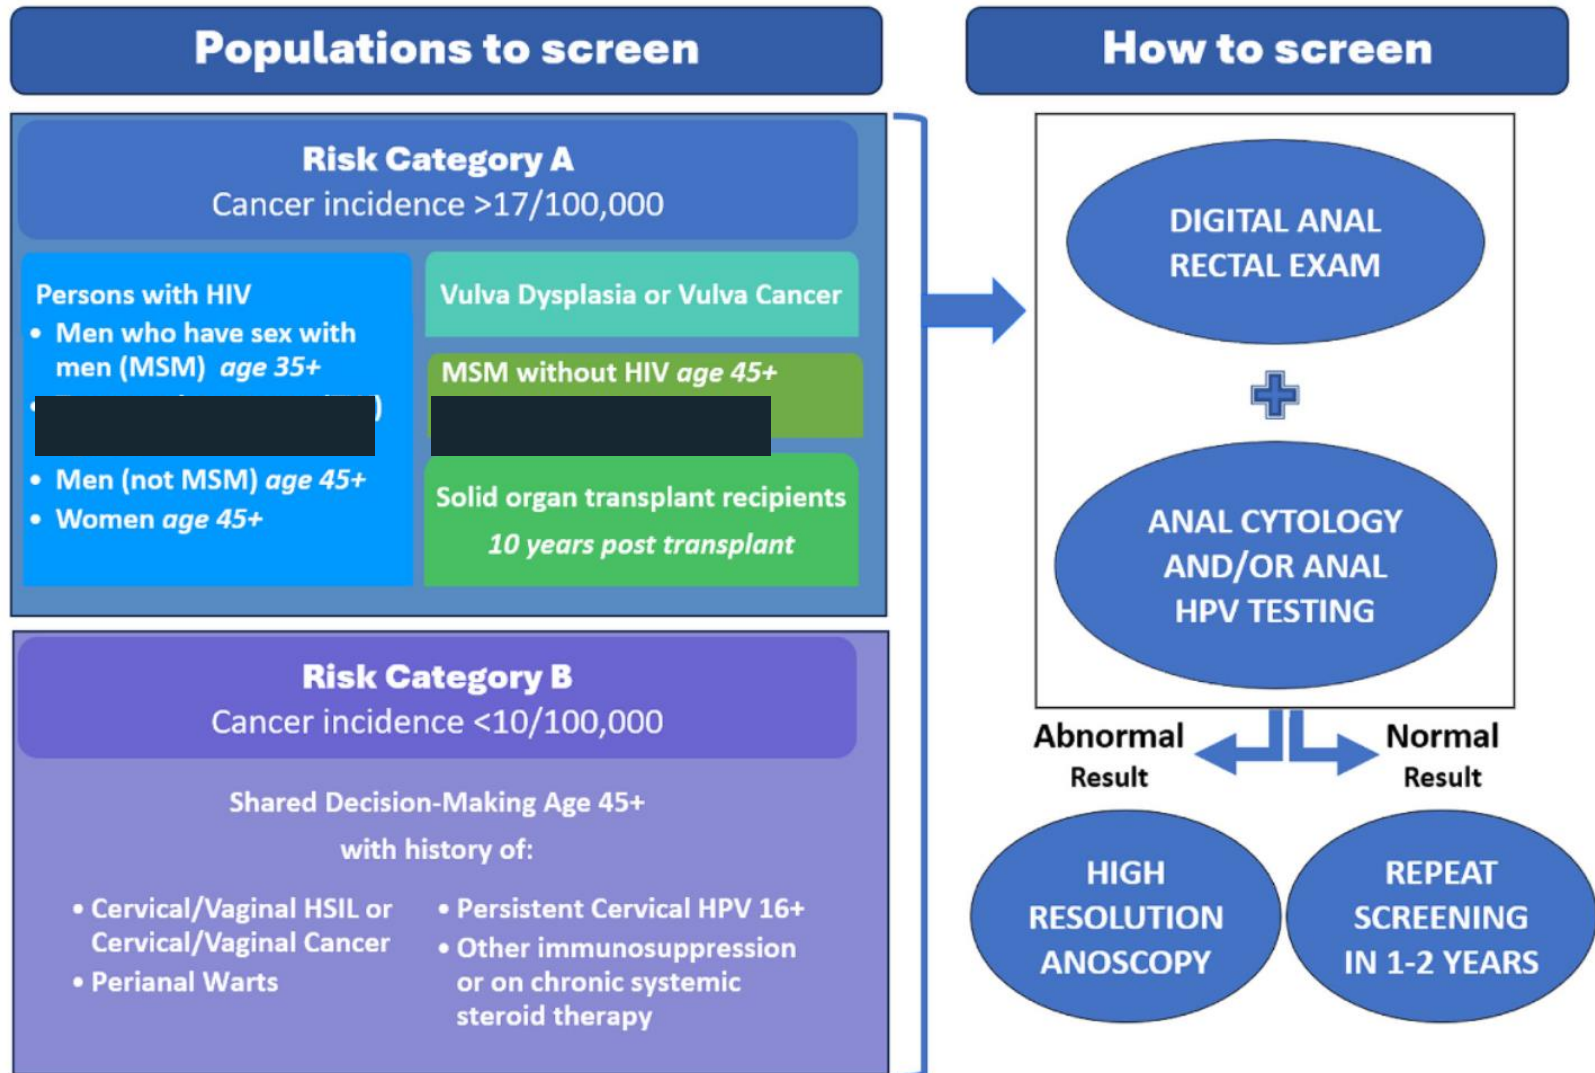 Populations to screen
Risk Category A
Cancer incidence >17/100,000
Persons with HIV
• Men who have sex with
men (MSM) age 35+
• Men (not MSM) age 45+
• Women age 45+
Vulva Dysplasia or Vulva Cancer
MSM without HIV age 45+
Solid organ transplant recipients
10 years post transplant
Risk Category B
Cancer incidence <10/100,000
Shared Decision-Making Age 45+
with history of:
• Cervical/Vaginal HSIL or
Cervical/Vaginal Cancer
• Perianal Warts
• Persistent Cervical HPV 16+
• Other immunosuppression
or on chronic systemic
steroid therapy
How to screen
DIGITAL ANAL
RECTAL EXAM
ANAL CYTOLOGY
AND/OR ANAL
HPV TESTING
Abnormal
Result
Normal
Result
HIGH
RESOLUTION
ANOSCOPY
REPEAT
SCREENING
IN 1-2 YEARS